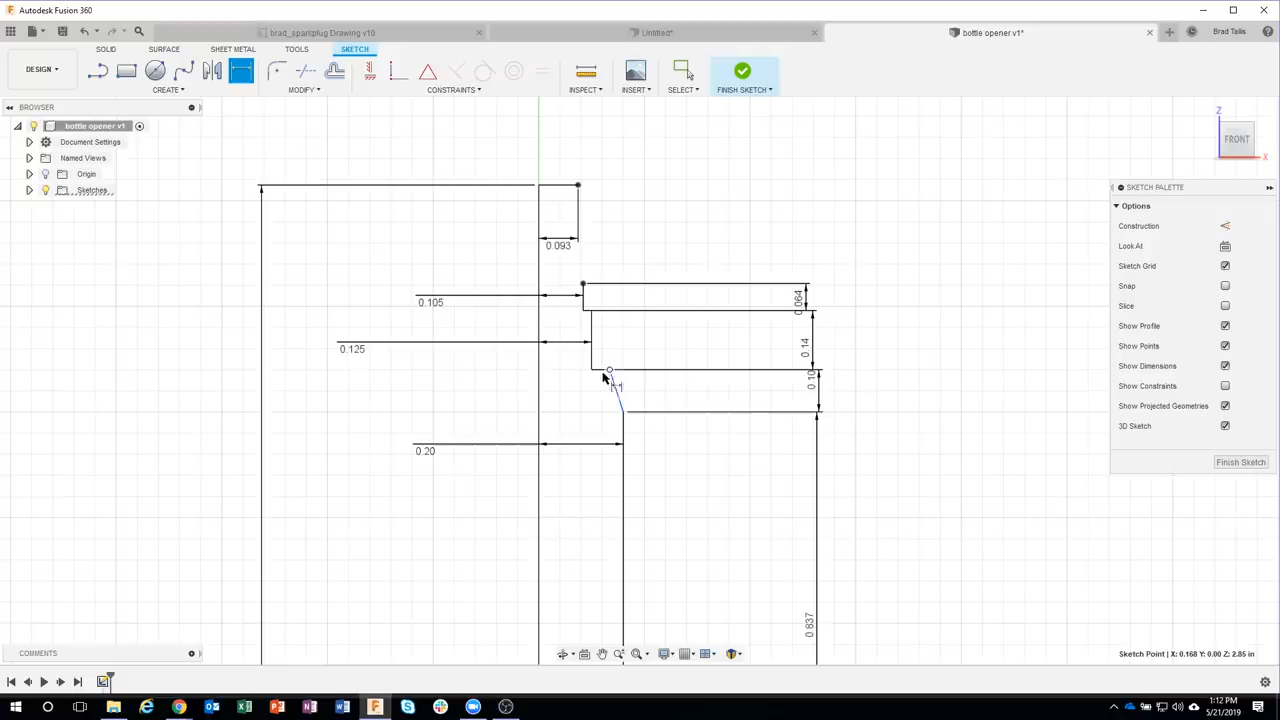 Autodesk Fusion 360
brad_sparkplug Drawing v10
Untitled*
bottle opener v1*
Brad Tallis
SOLID
SURFACE
SHEET METAL
TOOLS
SKETCH
DESIGN
CREATE
MODIFY
CONSTRAINTS
INSPECT
INSERT
SELECT
FINISH SKETCH
BROWSER
bottle opener v1
Document Settings
Named Views
Origin
Sketches
Z
FRONT
X
SKETCH PALETTE
Options
Construction
Look At
Sketch Grid
Snap
Slice
Show Profile
Show Points
Show Dimensions
Show Constraints
Show Projected Geometries
3D Sketch
Finish Sketch
0.093
0.105
0.064
0.125
0.14
0.10
0.20
0.837
COMMENTS
Sketch Point | X: 0.168 Y: 0.00 Z: 2.85 in
1:12 PM
5/21/2019